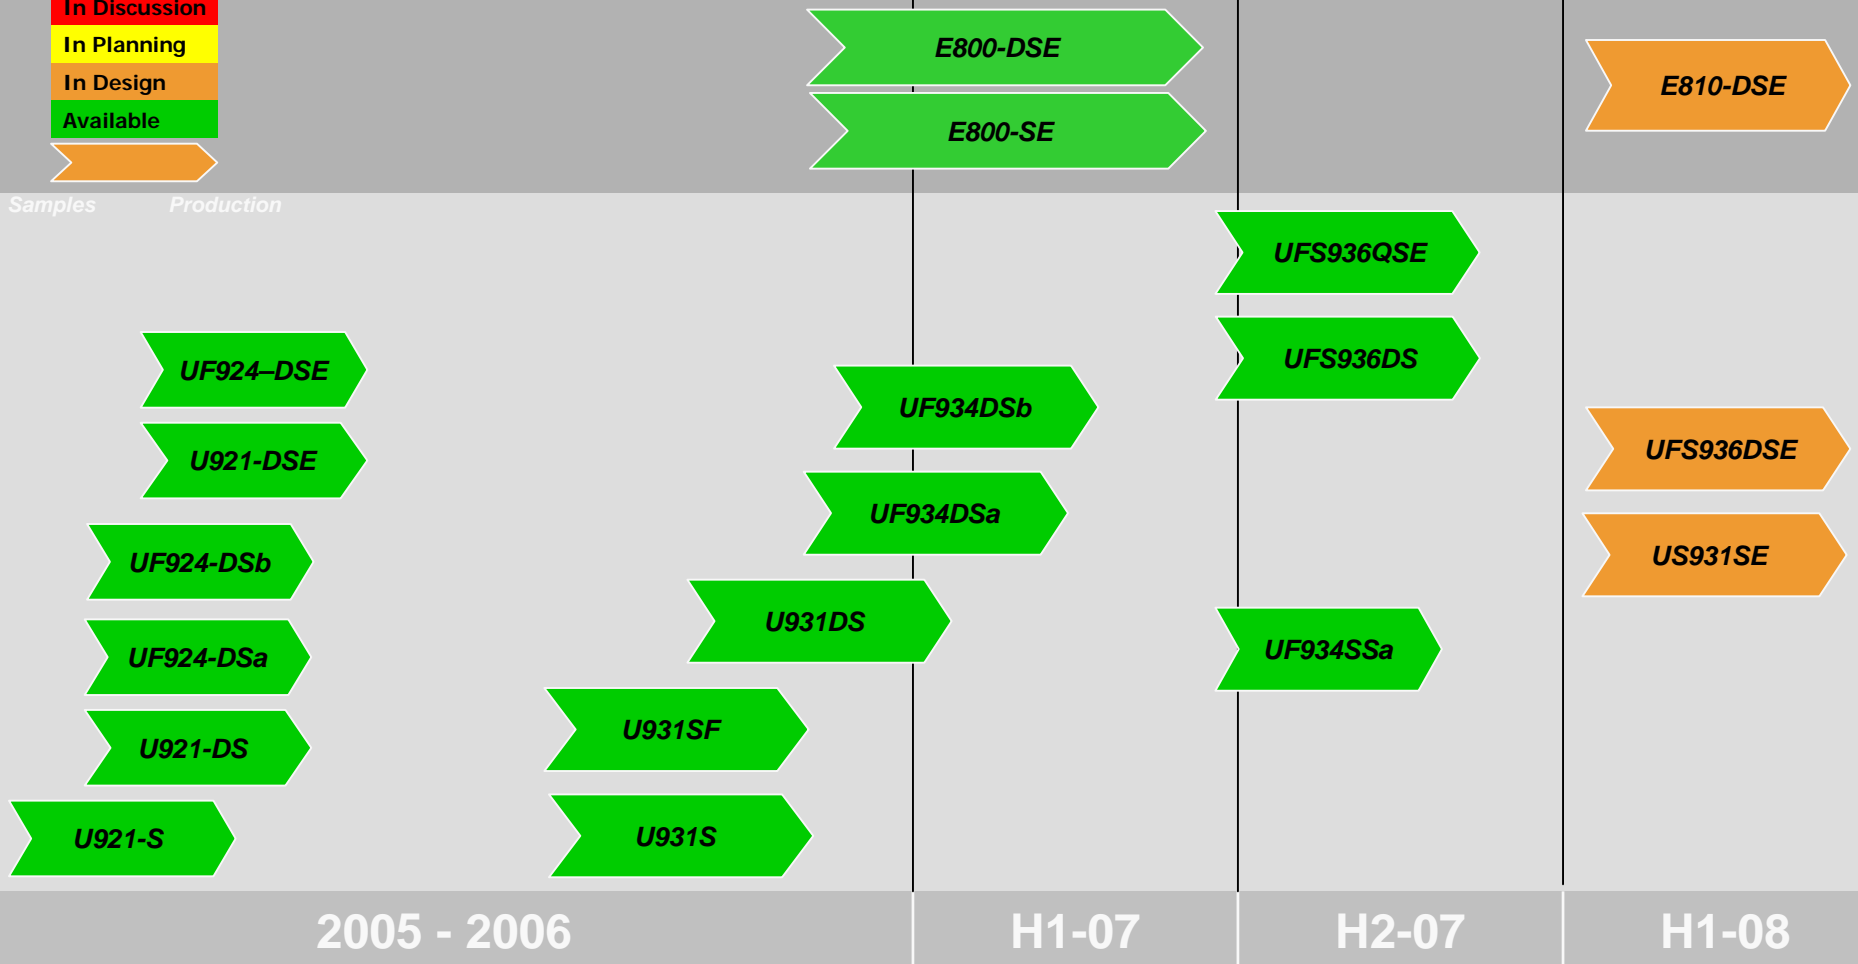 In Discussion
In Planning
In Design
Available
Samples Production
E800-DSE
E800-SE
E810-DSE
UFS936QSE
UFS936DS
UF924–DSE
U921-DSE
UF934DSb
UFS936DSE
UF934DSa
US931SE
UF924-DSb
U931DS
UF934SSa
UF924-DSa
U931SF
U921-DS
U931S
U921-S
2005 - 2006 H1-07 H2-07 H1-08